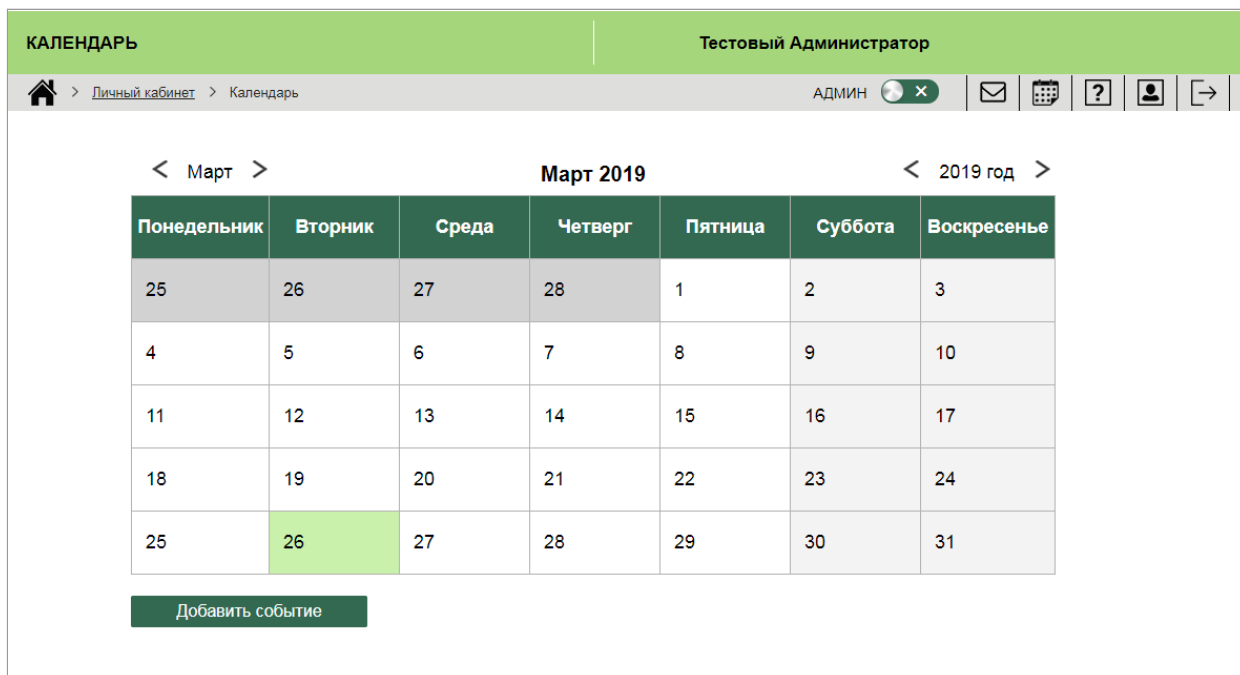 КАЛЕНДАРЬ Тестовый Администратор
> Личный кабинет > Календарь АДМИН
< Март > Март 2019 < 2019 год >
Понедельник Вторник Среда Четверг Пятница Суббота Воскресенье
25 26 27 28 1 2 3
4 5 6 7 8 9 10
11 12 13 14 15 16 17
18 19 20 21 22 23 24
25 26 27 28 29 30 31
Добавить событие